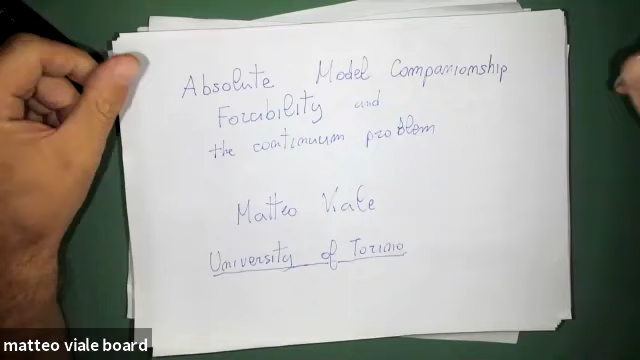 Absolute Model Companionship
Forcibility and
the continuum problem
Matteo Viale
University of Torino
matteo viale board